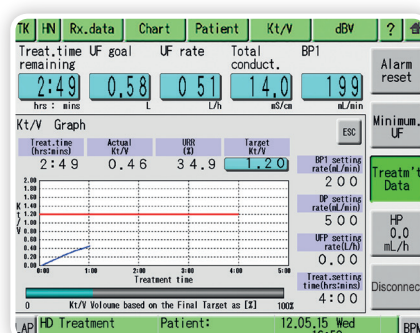 TK HN Rx.data Chart Patient Kt/V dBV ?
Treat.time remaining UF goal UF rate Total conduct. BP1
2:49 0.58 0 51 14.0 199
hrs : mins L L/h mS/cm mL/min
Alarm reset
Minimum. UF
Treatm't Data
HP 0.0 mL/h
Disconnec
Kt/V Graph ESC
Treat.time (hrs:mins) Actual Kt/V URR (%) Target Kt/V
2:49 0.46 34.9 1.20
BP1 setting rate(mL/min)
200
DP setting rate(mL/min)
500
UFP setting rate(L/h)
0.00
Treat.setting time(hrs:mins)
4:00
Kt/V
2.00
1.80
1.60
1.40
1.20
1.00
0.80
0.60
0.40
0.20
0.00
0:00 1:00 2:00 3:00 4:00 5:00
Treatment time
0 Kt/V Volume based on the Final Target as [%] 100%
LAP HD Treatment Patient: 12.05.15 Wed